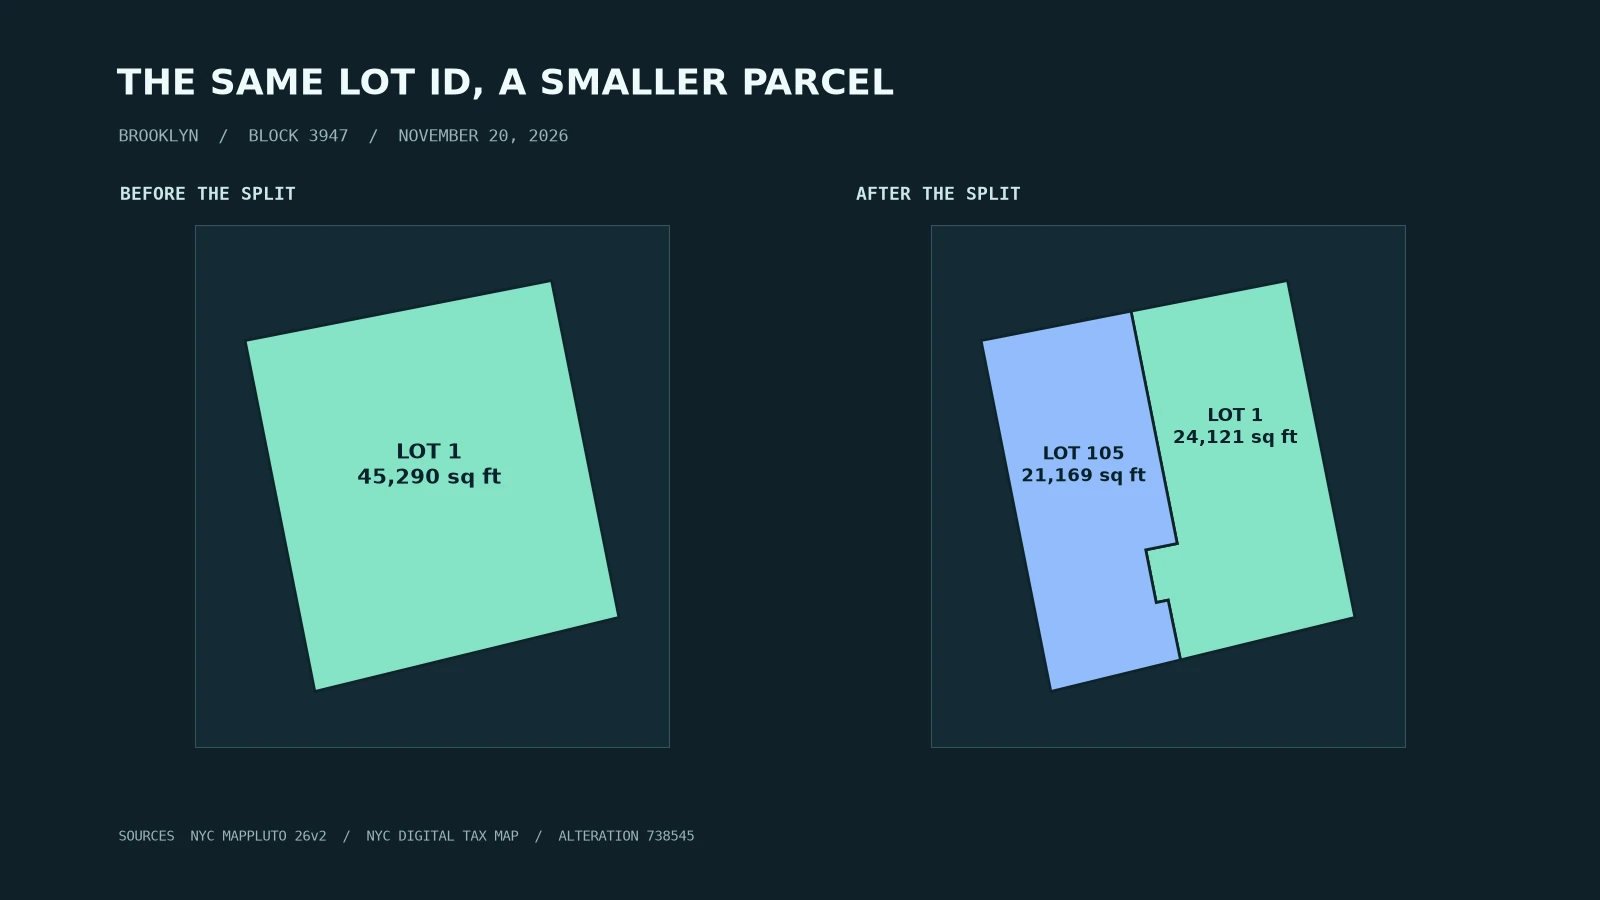 THE SAME LOT ID, A SMALLER PARCEL
BROOKLYN / BLOCK 3947 / NOVEMBER 20, 2026
BEFORE THE SPLIT
LOT 1
45,290 sq ft
AFTER THE SPLIT
LOT 105
21,169 sq ft
LOT 1
24,121 sq ft
SOURCES NYC MAPPLUTO 26v2 / NYC DIGITAL TAX MAP / ALTERATION 738545